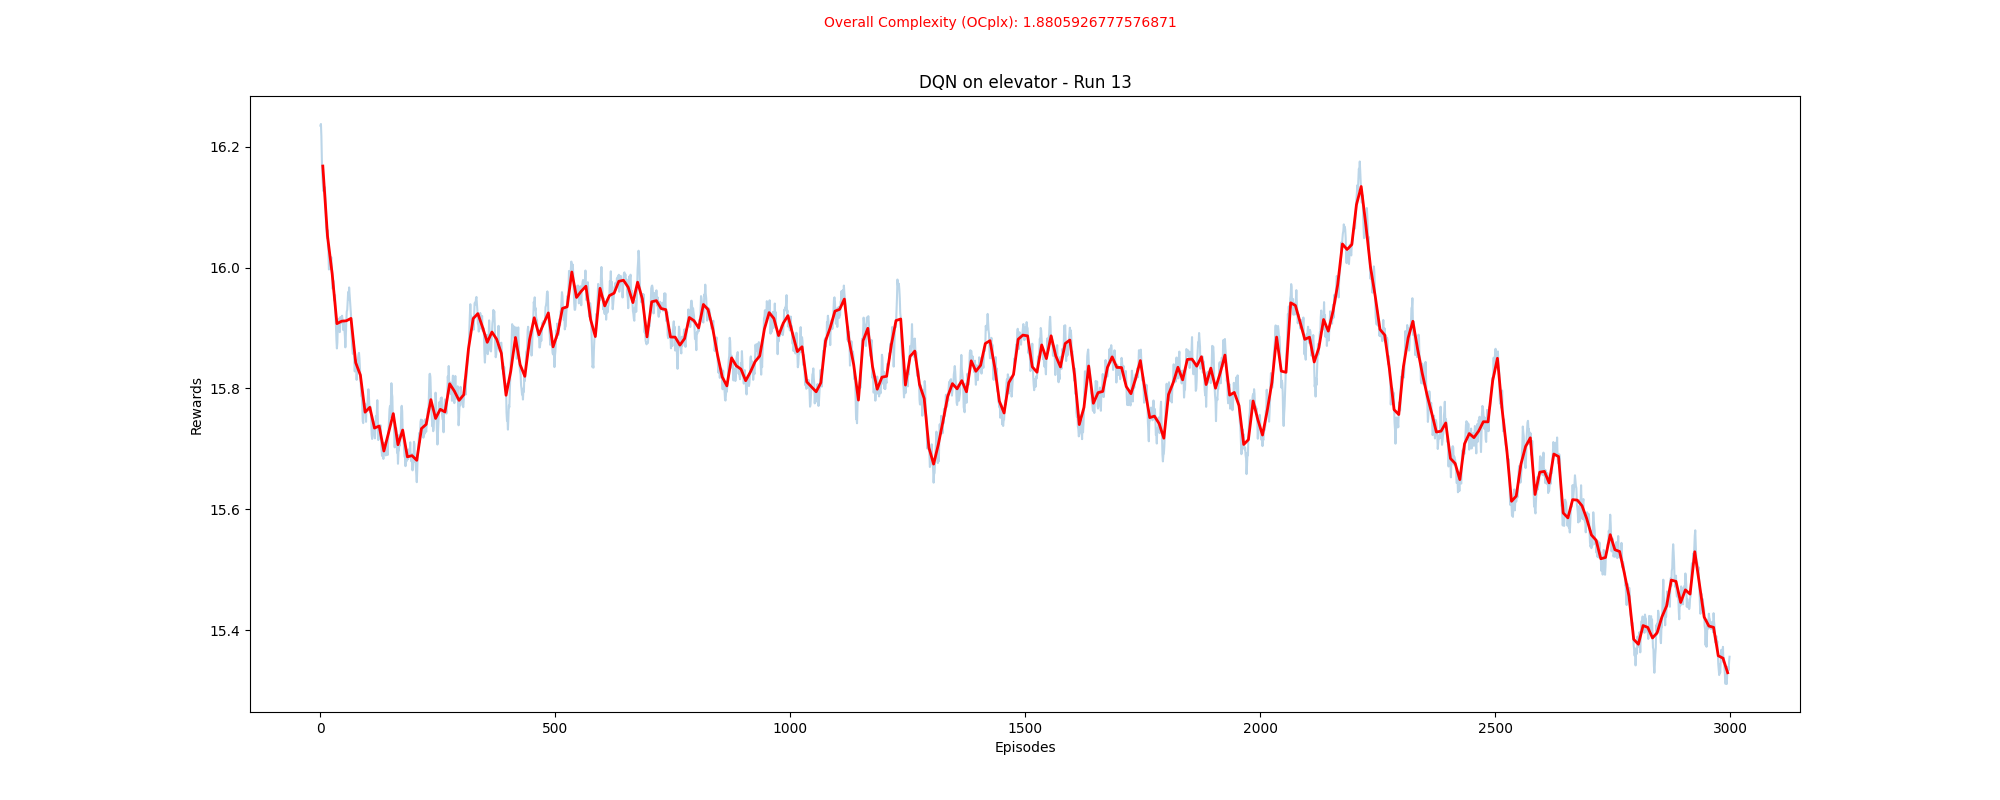 Overall Complexity (OCplx): 1.8805926777576871
DQN on elevator - Run 13
16.2
16.0
15.8
15.6
15.4
Rewards
0 500 1000 1500 2000 2500 3000
Episodes